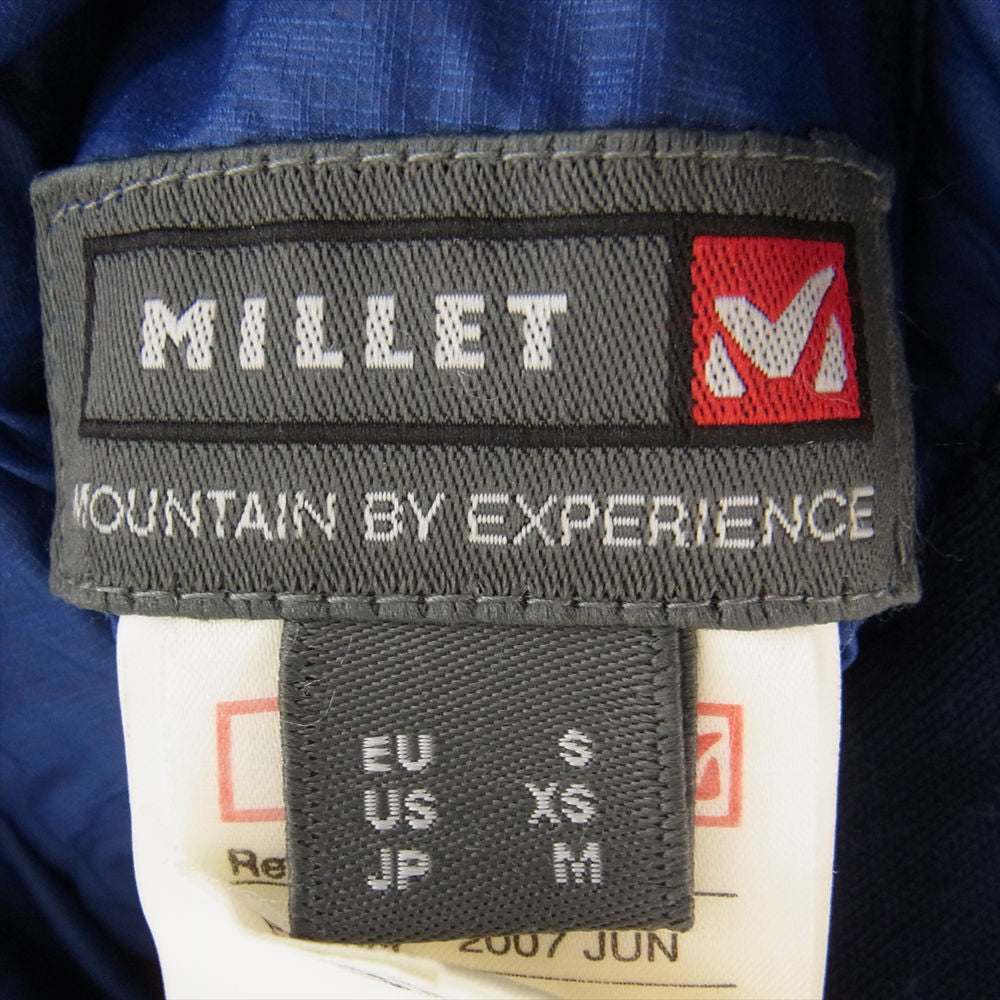 MILLET
MOUNTAIN BY EXPERIENCE
EU S
US XS
JP M
2007 JUN